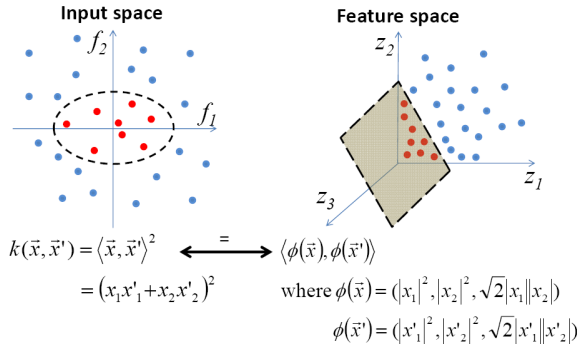 Input space
Feature space
f₂
f₁
z₂
z₁
z₃
k(x⃗, x⃗') = ⟨x⃗, x⃗'⟩² = ⟨ϕ(x⃗), ϕ(x⃗')⟩
= (x₁x'₁+x₂x'₂)²
where ϕ(x⃗) = (|x₁|², |x₂|², √2|x₁||x₂|)
ϕ(x⃗') = (|x'₁|², |x'₂|², √2|x'₁||x'₂|)